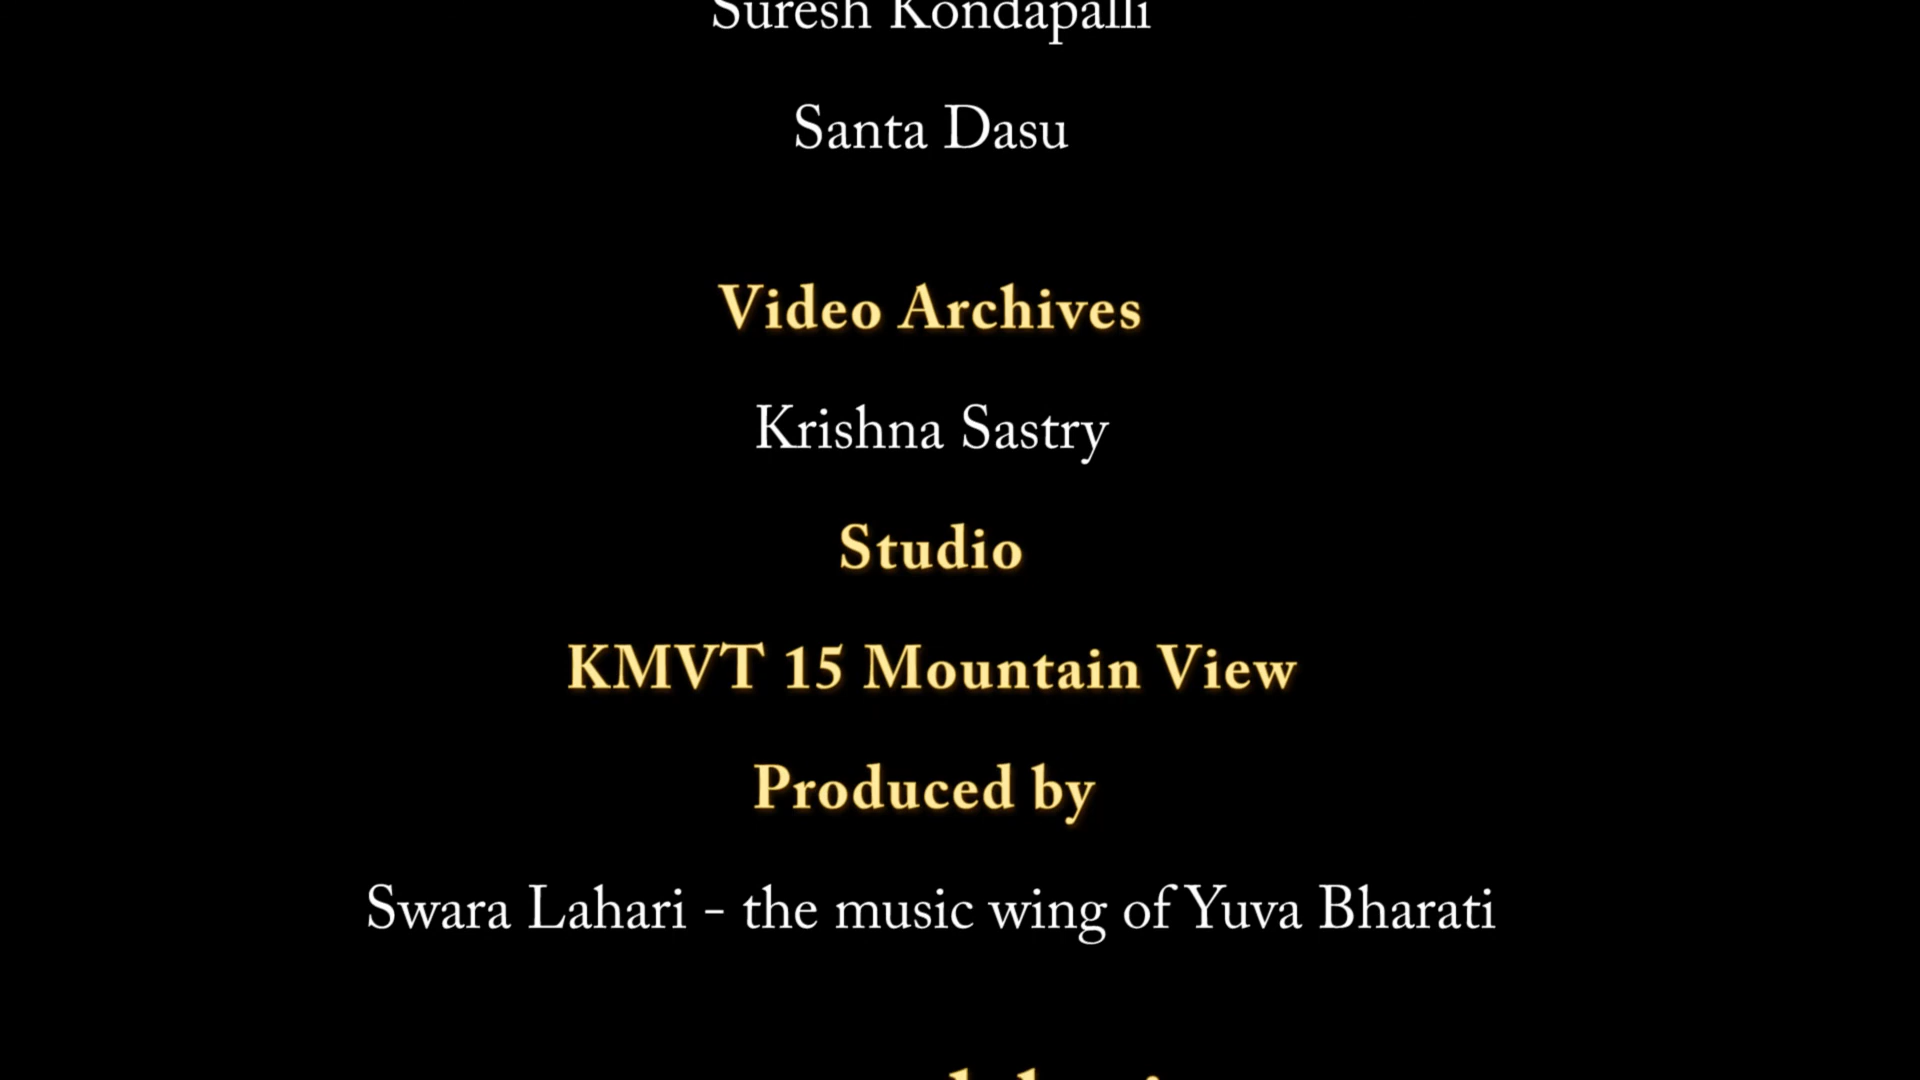 Suresh Kondapalli
Santa Dasu
Video Archives
Krishna Sastry
Studio
KMVT 15 Mountain View
Produced by
Swara Lahari - the music wing of Yuva Bharati